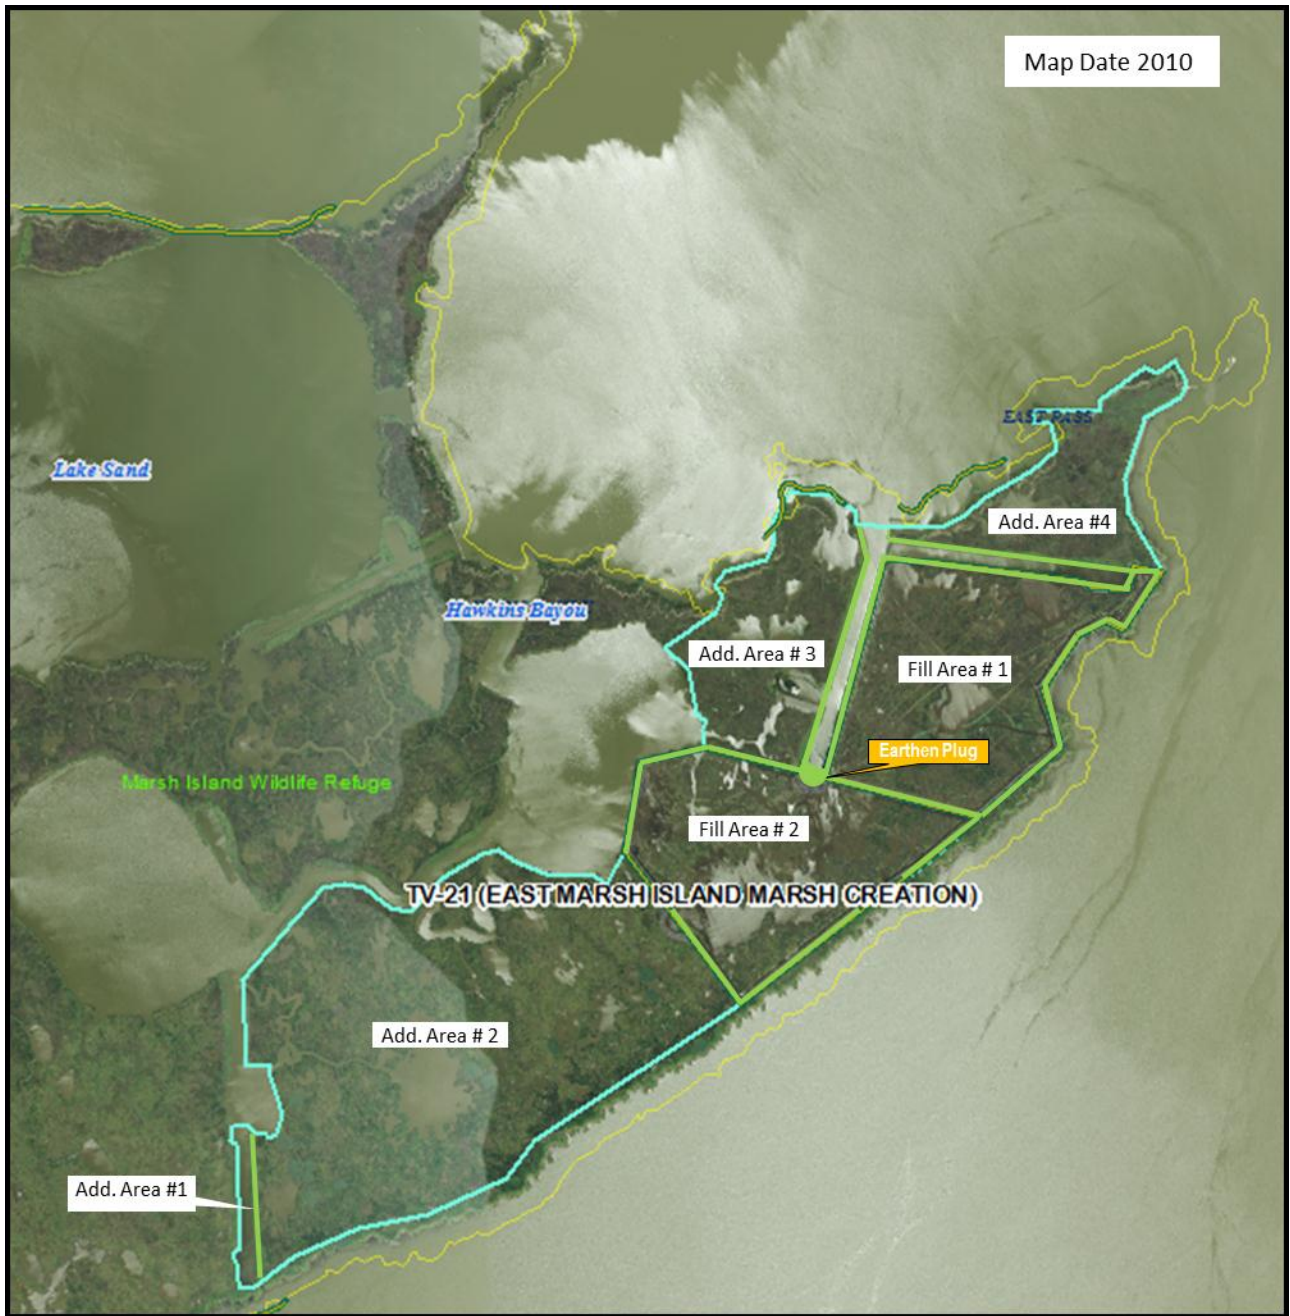 Map Date 2010
EAST PASS
Lake Sand
Add. Area #4
Hawkins Bayou
Add. Area # 3
Fill Area # 1
Earthen Plug
Marsh Island Wildlife Refuge
Fill Area # 2
TV-21 (EAST MARSH ISLAND MARSH CREATION)
Add. Area # 2
Add. Area #1